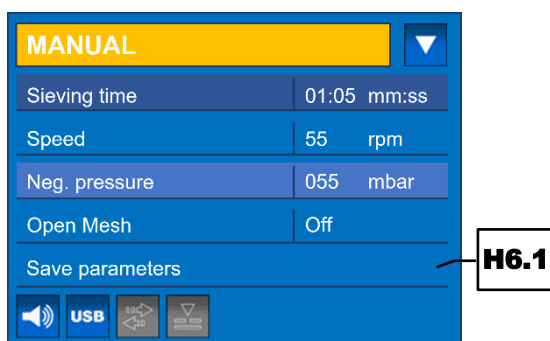 MANUAL
Sieving time 01:05 mm:ss
Speed 55 rpm
Neg. pressure 055 mbar
Open Mesh Off
Save parameters
H6.1
USB